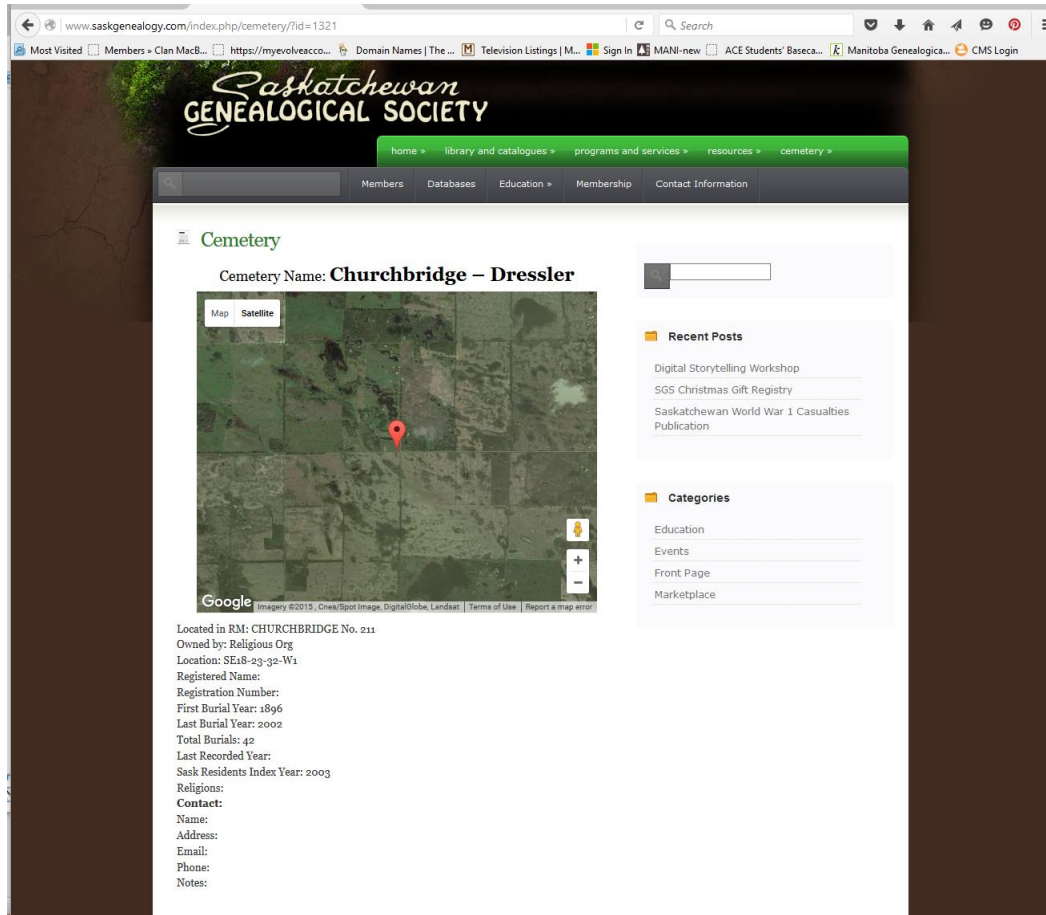 www.saskgenealogy.com/index.php/cemetery/?id=1321
Search
Most Visited
Members » Clan MacB...
https://myevolveacco...
Domain Names | The ...
Television Listings | M...
Sign In
MANI-new
ACE Students' Baseca...
Manitoba Genealogica...
CMS Login
Saskatchewan
GENEALOGICAL SOCIETY
home » library and catalogues » programs and services » resources » cemetery »
Members Databases Education » Membership Contact Information
Cemetery
Cemetery Name: Churchbridge – Dressler
Map Satellite
Google
Imagery ©2015 , Cnes/Spot Image, DigitalGlobe, Landsat Terms of Use Report a map error
Located in RM: CHURCHBRIDGE No. 211
Owned by: Religious Org
Location: SE18-23-32-W1
Registered Name:
Registration Number:
First Burial Year: 1896
Last Burial Year: 2002
Total Burials: 42
Last Recorded Year:
Sask Residents Index Year: 2003
Religions:
Contact:
Name:
Address:
Email:
Phone:
Notes:
Recent Posts
Digital Storytelling Workshop
SGS Christmas Gift Registry
Saskatchewan World War 1 Casualties
Publication
Categories
Education
Events
Front Page
Marketplace